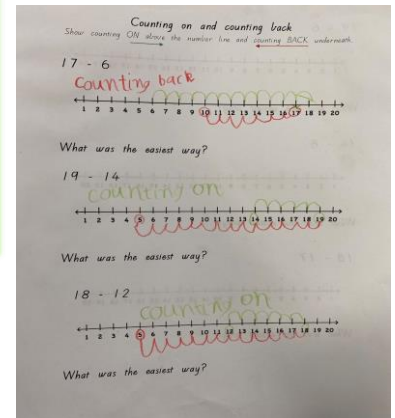 Counting on and counting back
Show counting ON above the number line and counting BACK underneath.
17 - 6
Counting back
1 2 3 4 5 6 7 8 9 10 11 12 13 14 15 16 17 18 19 20
What was the easiest way?
19 - 14
counting on
1 2 3 4 5 6 7 8 9 10 11 12 13 14 15 16 17 18 19 20
What was the easiest way?
18 - 12
counting on
1 2 3 4 5 6 7 8 9 10 11 12 13 14 15 16 17 18 19 20
What was the easiest way?